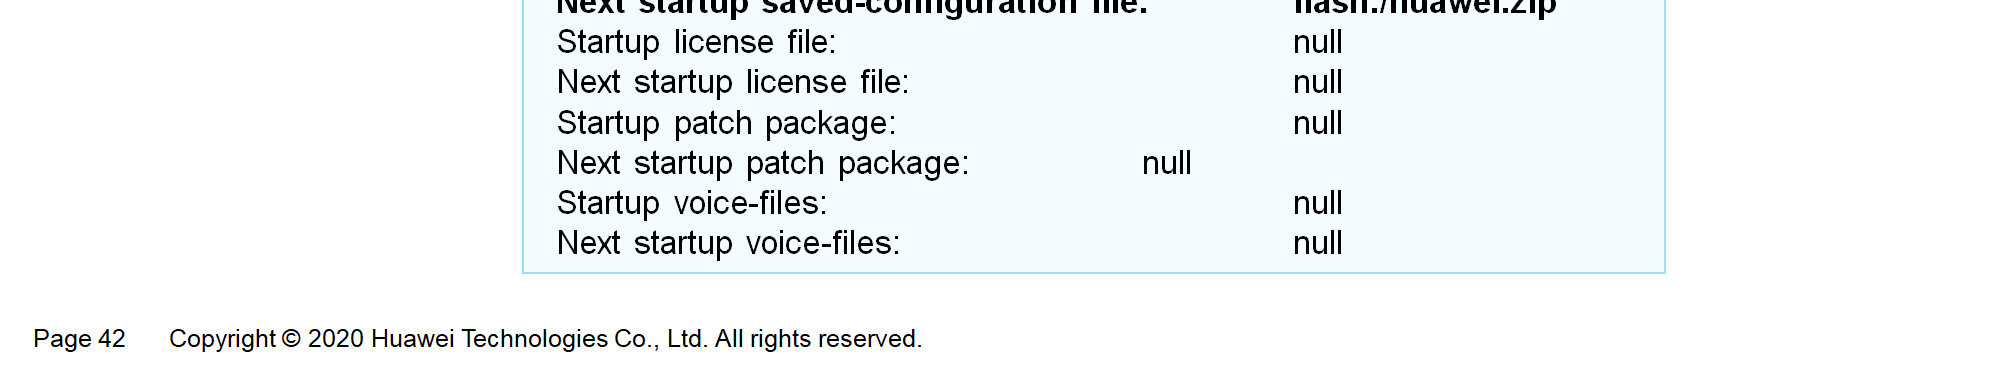 Next startup saved-configuration file: flash:/huawei.zip
Startup license file: null
Next startup license file: null
Startup patch package: null
Next startup patch package: null
Startup voice-files: null
Next startup voice-files: null
Page 42 Copyright © 2020 Huawei Technologies Co., Ltd. All rights reserved.